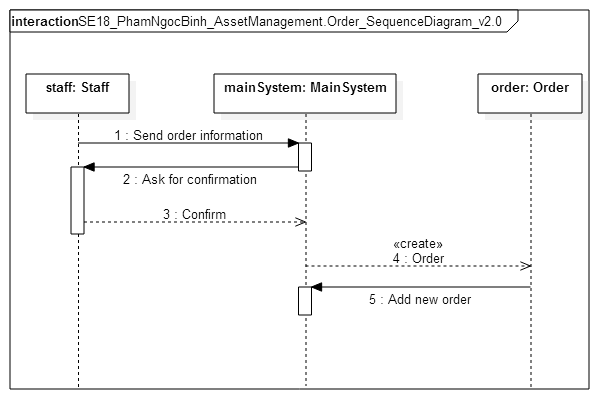 interactionSE18_PhamNgocBinh_AssetManagement.Order_SequenceDiagram_v2.0
staff: Staff
mainSystem: MainSystem
order: Order
1 : Send order information
2 : Ask for confirmation
3 : Confirm
«create»
4 : Order
5 : Add new order